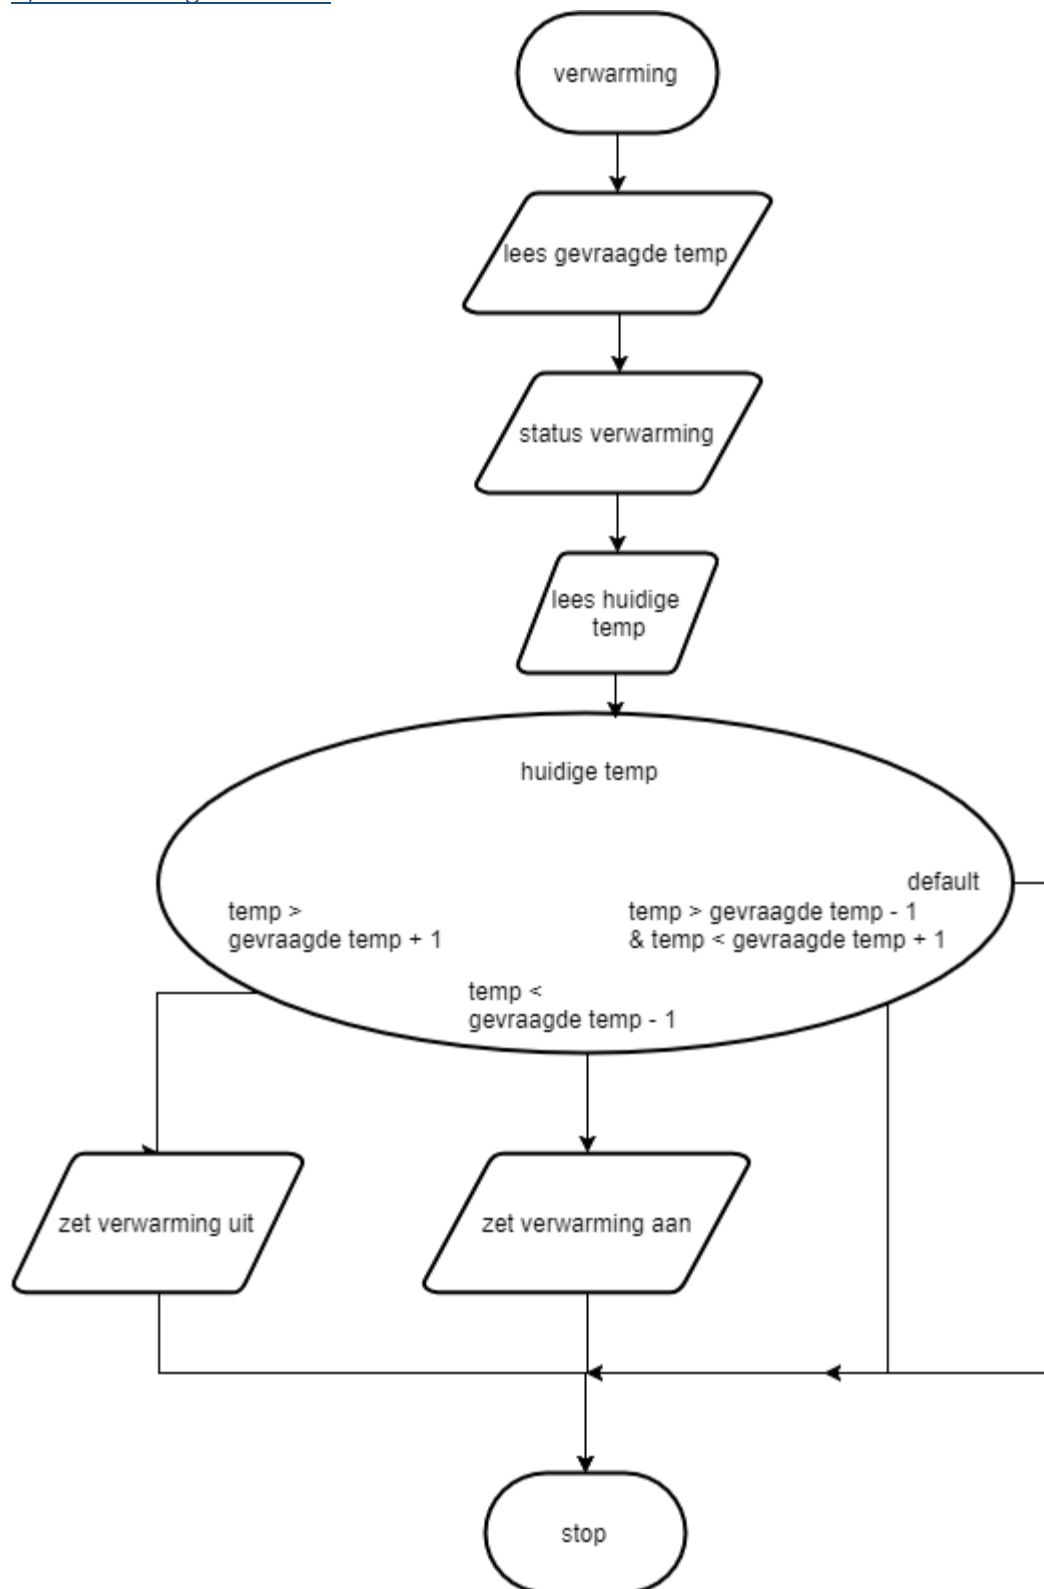 verwarming
lees gevraagde temp
status verwarming
lees huidige
temp
huidige temp
default
temp >
gevraagde temp + 1
temp > gevraagde temp - 1
& temp < gevraagde temp + 1
temp <
gevraagde temp - 1
zet verwarming uit
zet verwarming aan
stop